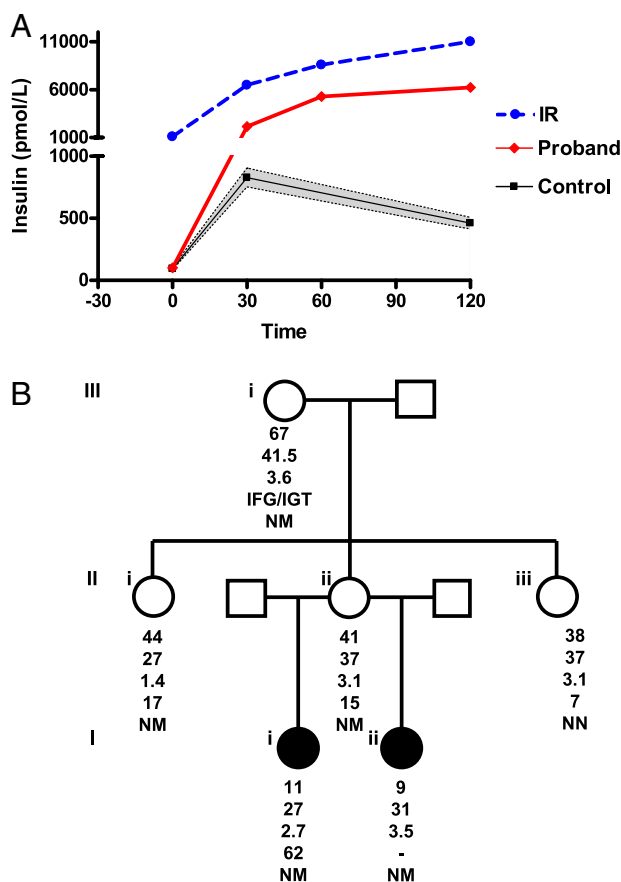 A
Insulin (pmol/L)
11000
6000
1000
1000
500
0
-30 0 30 60 90 120
Time
IR
Proband
Control
B
III
i
67
41.5
3.6
IFG/IGT
NM
II
i
44
27
1.4
17
NM
ii
41
37
3.1
15
NM
iii
38
37
3.1
7
NN
I
i
11
27
2.7
62
NM
ii
9
31
3.5
-
NM